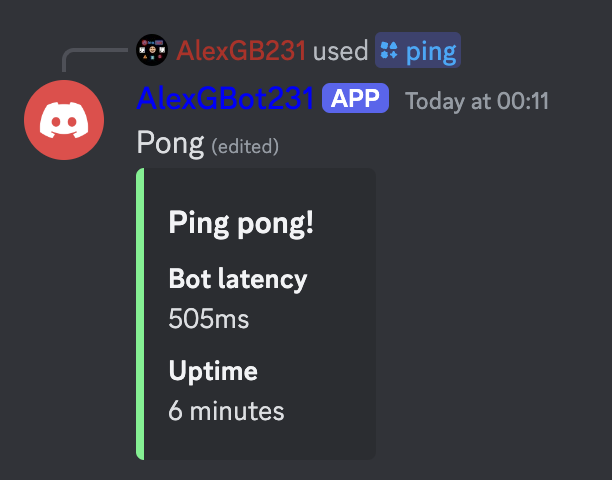 AlexGB231 used ping
AlexGBot231 APP Today at 00:11
Pong (edited)
Ping pong!
Bot latency
505ms
Uptime
6 minutes